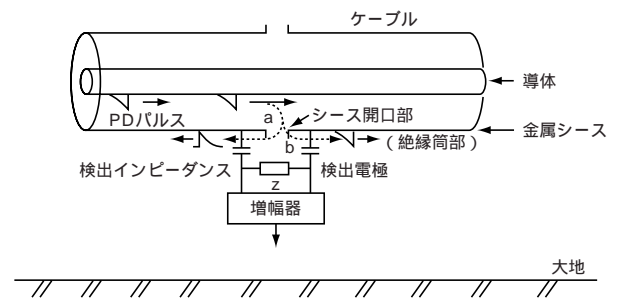 ケーブル
導体
a
PDパルス
シース開口部
b
(絶縁筒部)
金属シース
検出インピーダンス
検出電極
z
増幅器
大地